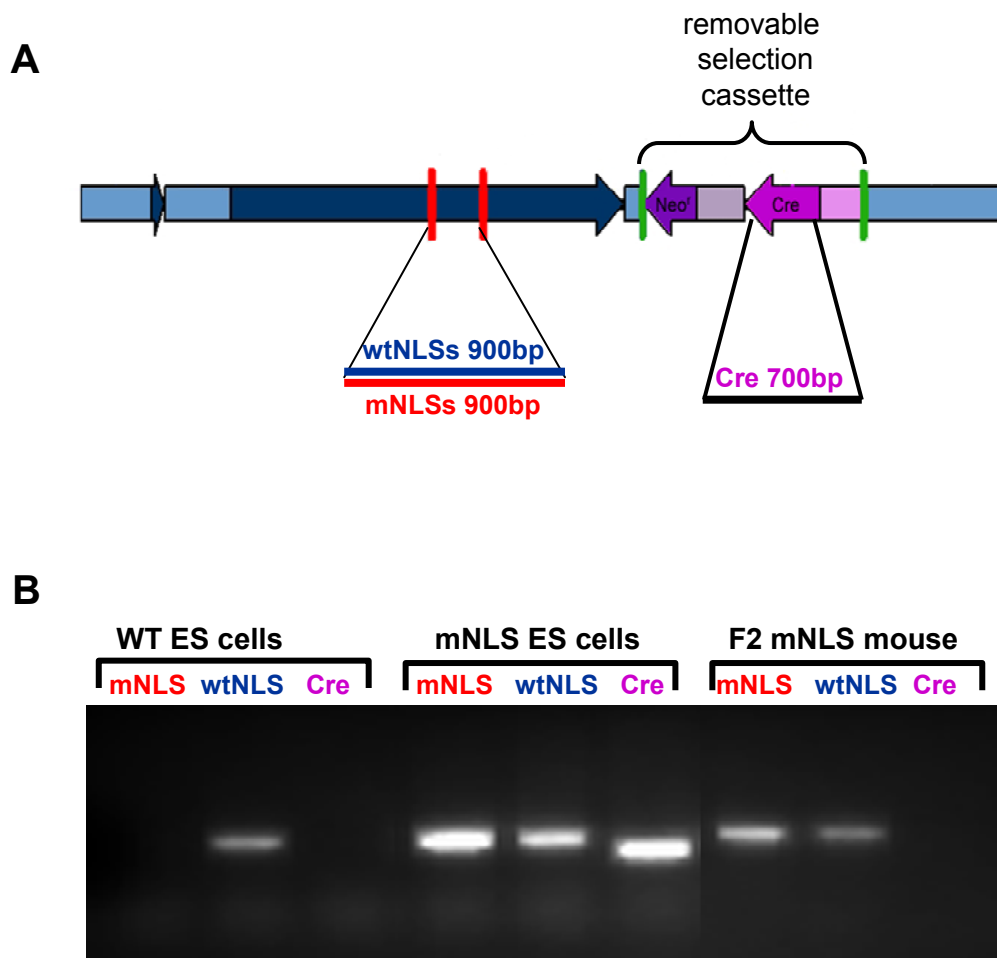 A
removable
selection
cassette
Neoʳ
Cre
wtNLSs 900bp
mNLSs 900bp
Cre 700bp
B
WT ES cells
mNLS ES cells
F2 mNLS mouse
mNLS wtNLS Cre
mNLS wtNLS Cre
mNLS wtNLS Cre